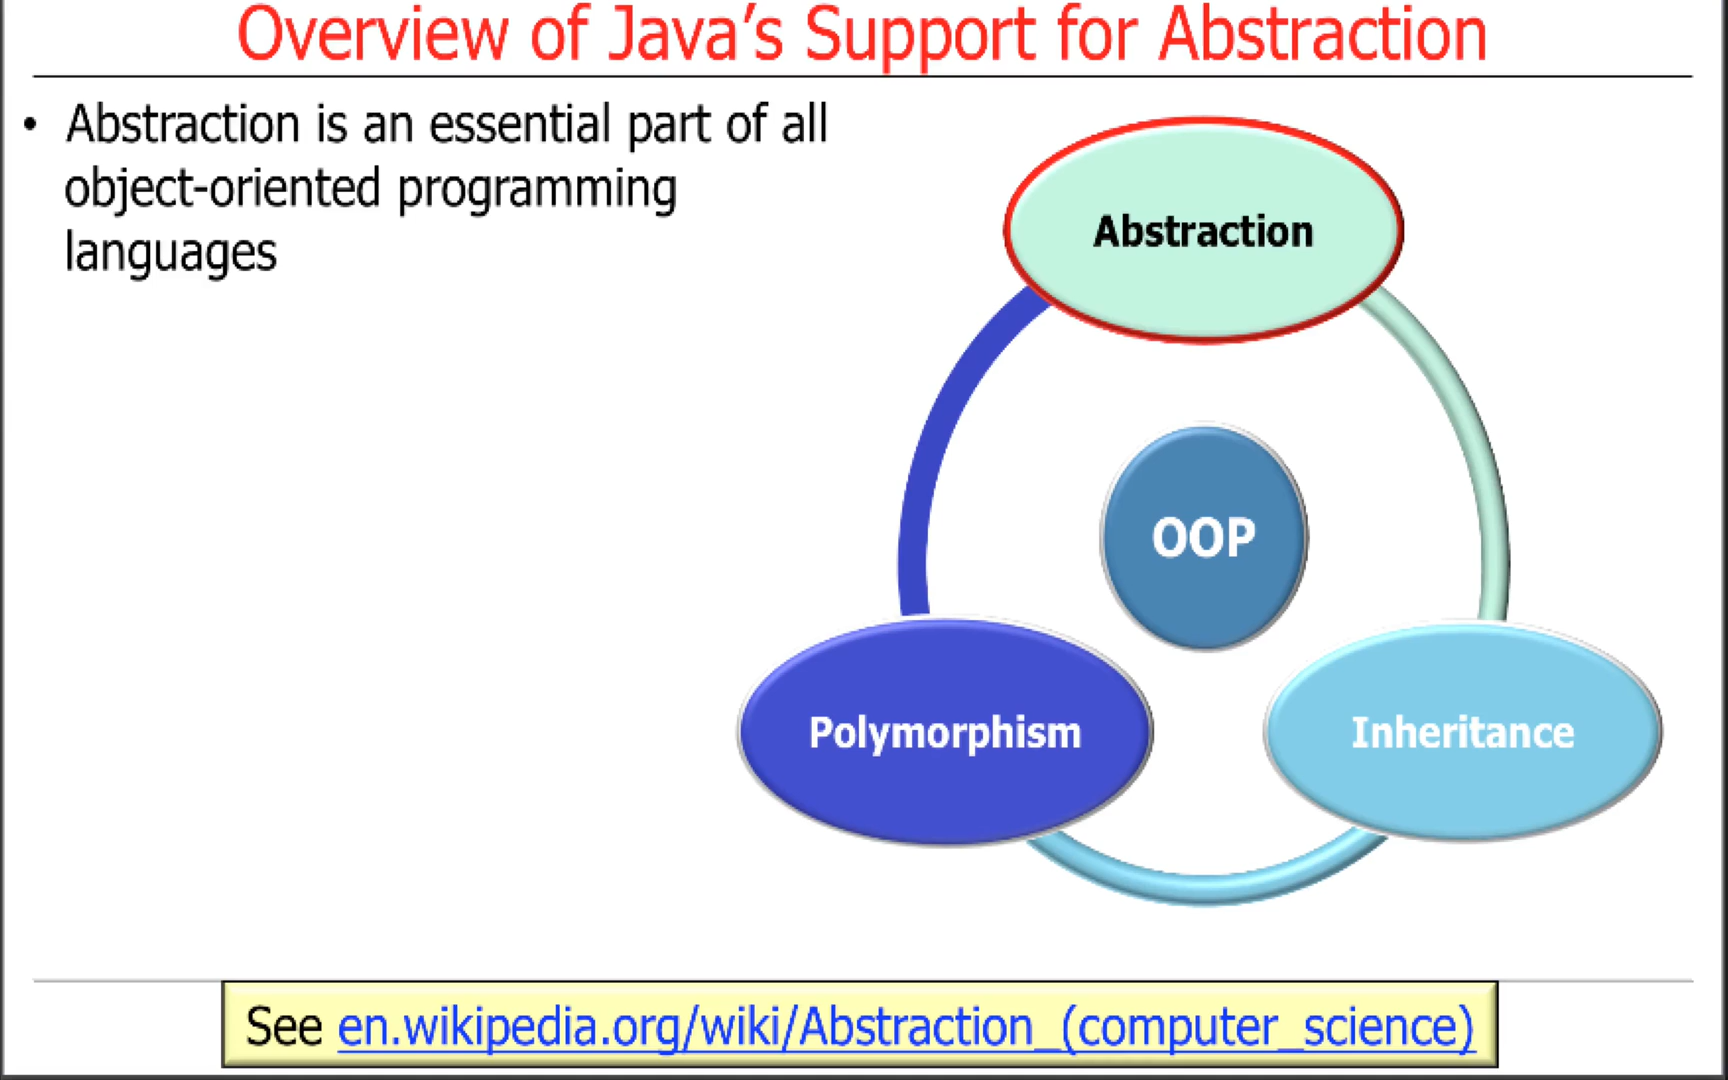 Overview of Java's Support for Abstraction
• Abstraction is an essential part of all
object-oriented programming
languages
Abstraction
OOP
Polymorphism
Inheritance
See en.wikipedia.org/wiki/Abstraction_(computer_science)